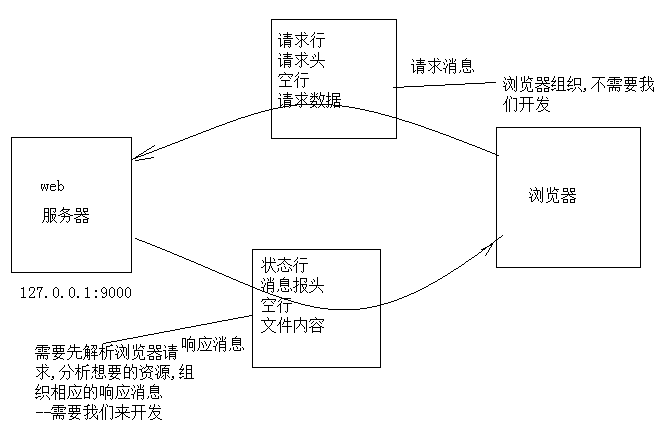 请求行
请求头
空行
请求数据
请求消息
浏览器组织,不需要我
们开发
web
服务器
浏览器
127.0.0.1:9000
状态行
消息报头
空行
文件内容
响应消息
需要先解析浏览器请
求,分析想要的资源,组
织相应的响应消息
--需要我们来开发